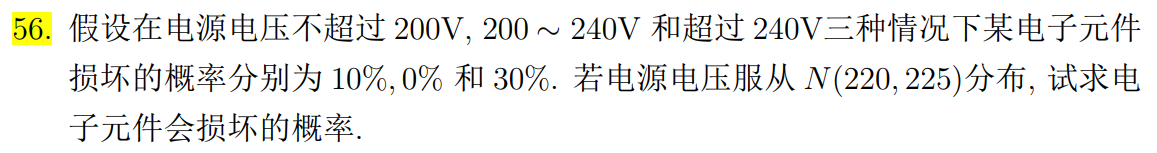 56. 假设在电源电压不超过 200V, 200 ~ 240V 和超过 240V三种情况下某电子元件
损坏的概率分别为 10%, 0% 和 30%. 若电源电压服从 N(220, 225)分布, 试求电
子元件会损坏的概率.